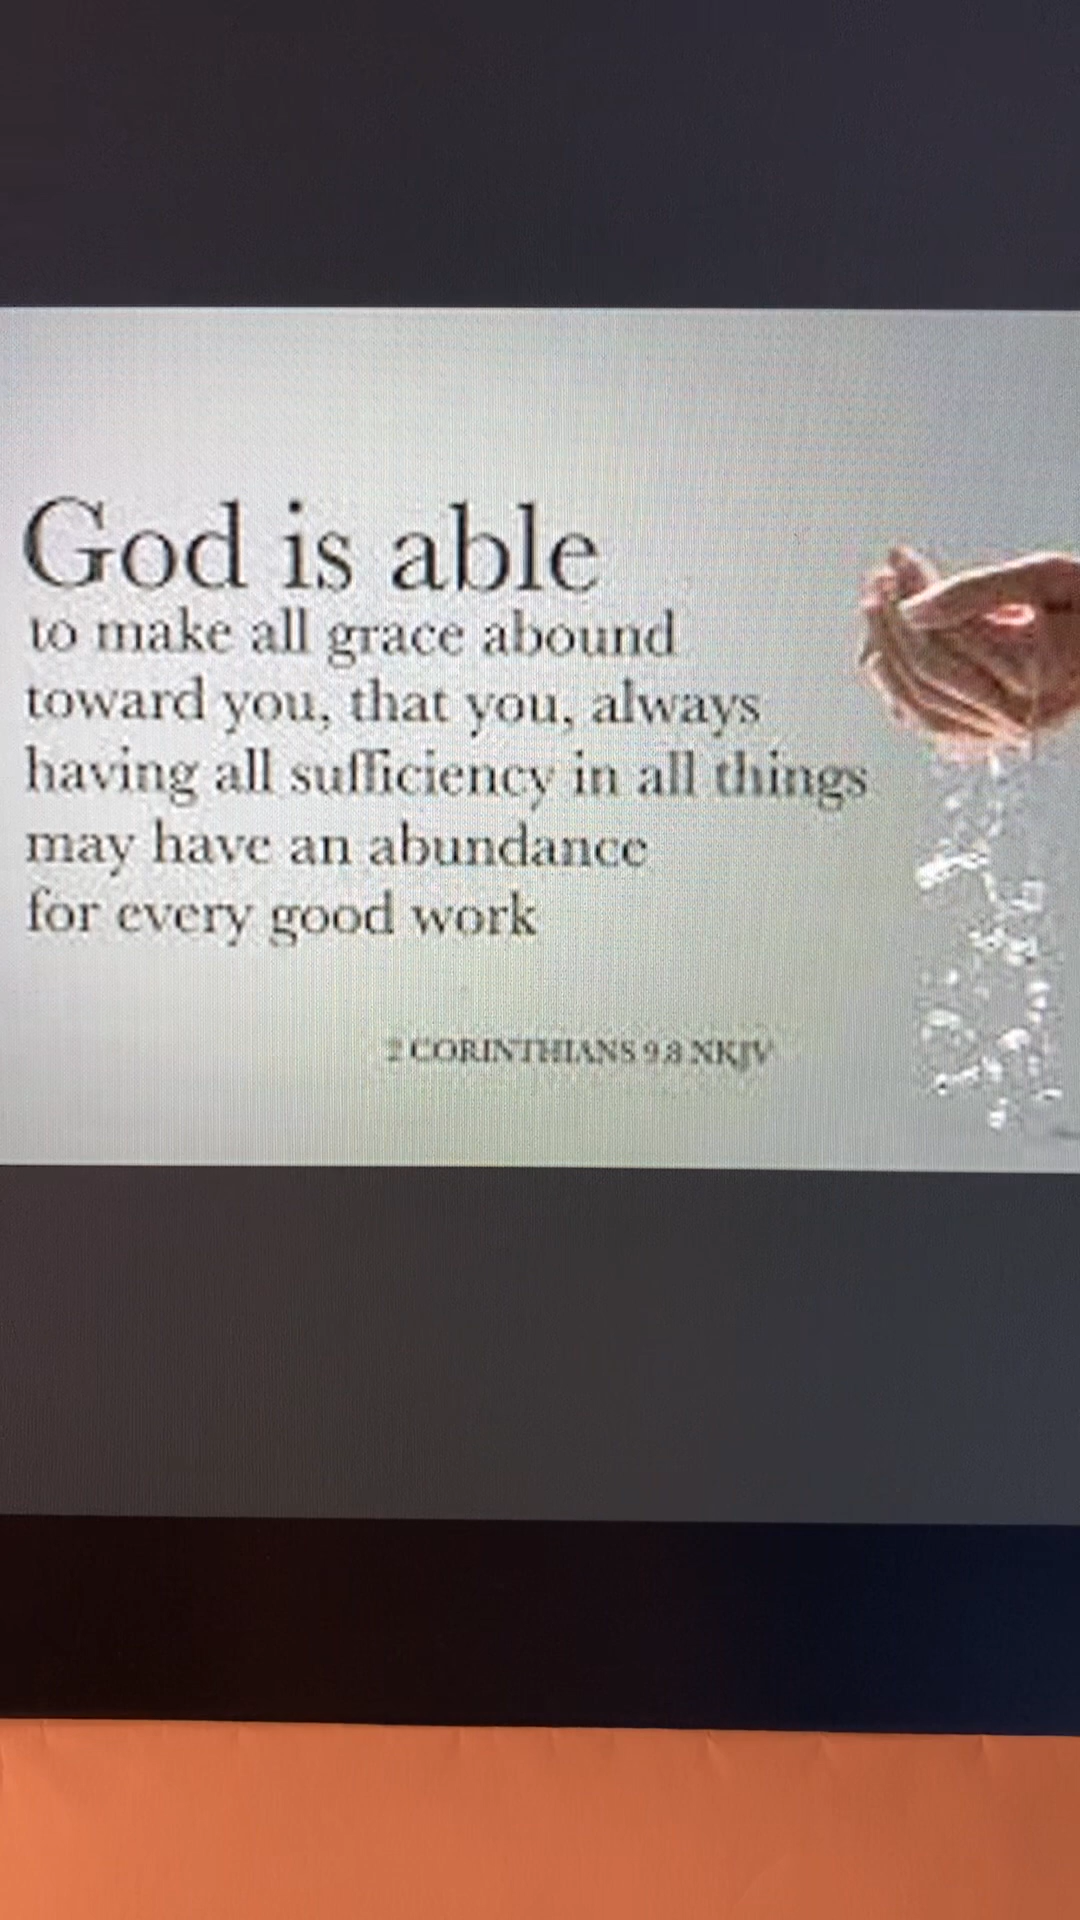 God is able
to make all grace abound
toward you, that you, always
having all sufficiency in all things
may have an abundance
for every good work
2 CORINTHIANS 9.8 NKJV